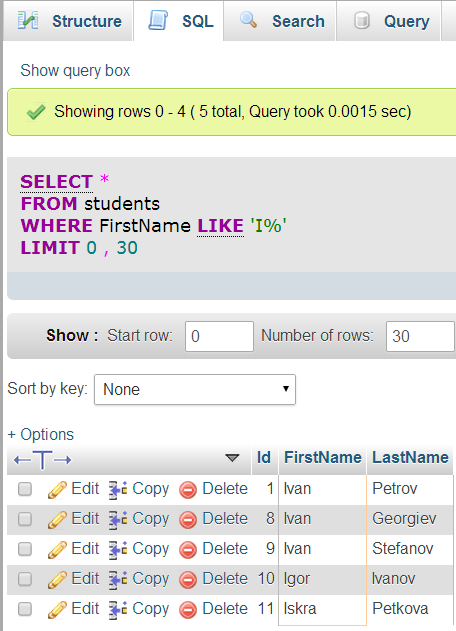 Structure SQL Search Query
Show query box
Showing rows 0 - 4 ( 5 total, Query took 0.0015 sec)
SELECT *
FROM students
WHERE FirstName LIKE 'I%'
LIMIT 0 , 30
Show : Start row: 0 Number of rows: 30
Sort by key: None
+ Options
←T→ Id FirstName LastName
Edit Copy Delete 1 Ivan Petrov
Edit Copy Delete 8 Ivan Georgiev
Edit Copy Delete 9 Ivan Stefanov
Edit Copy Delete 10 Igor Ivanov
Edit Copy Delete 11 Iskra Petkova